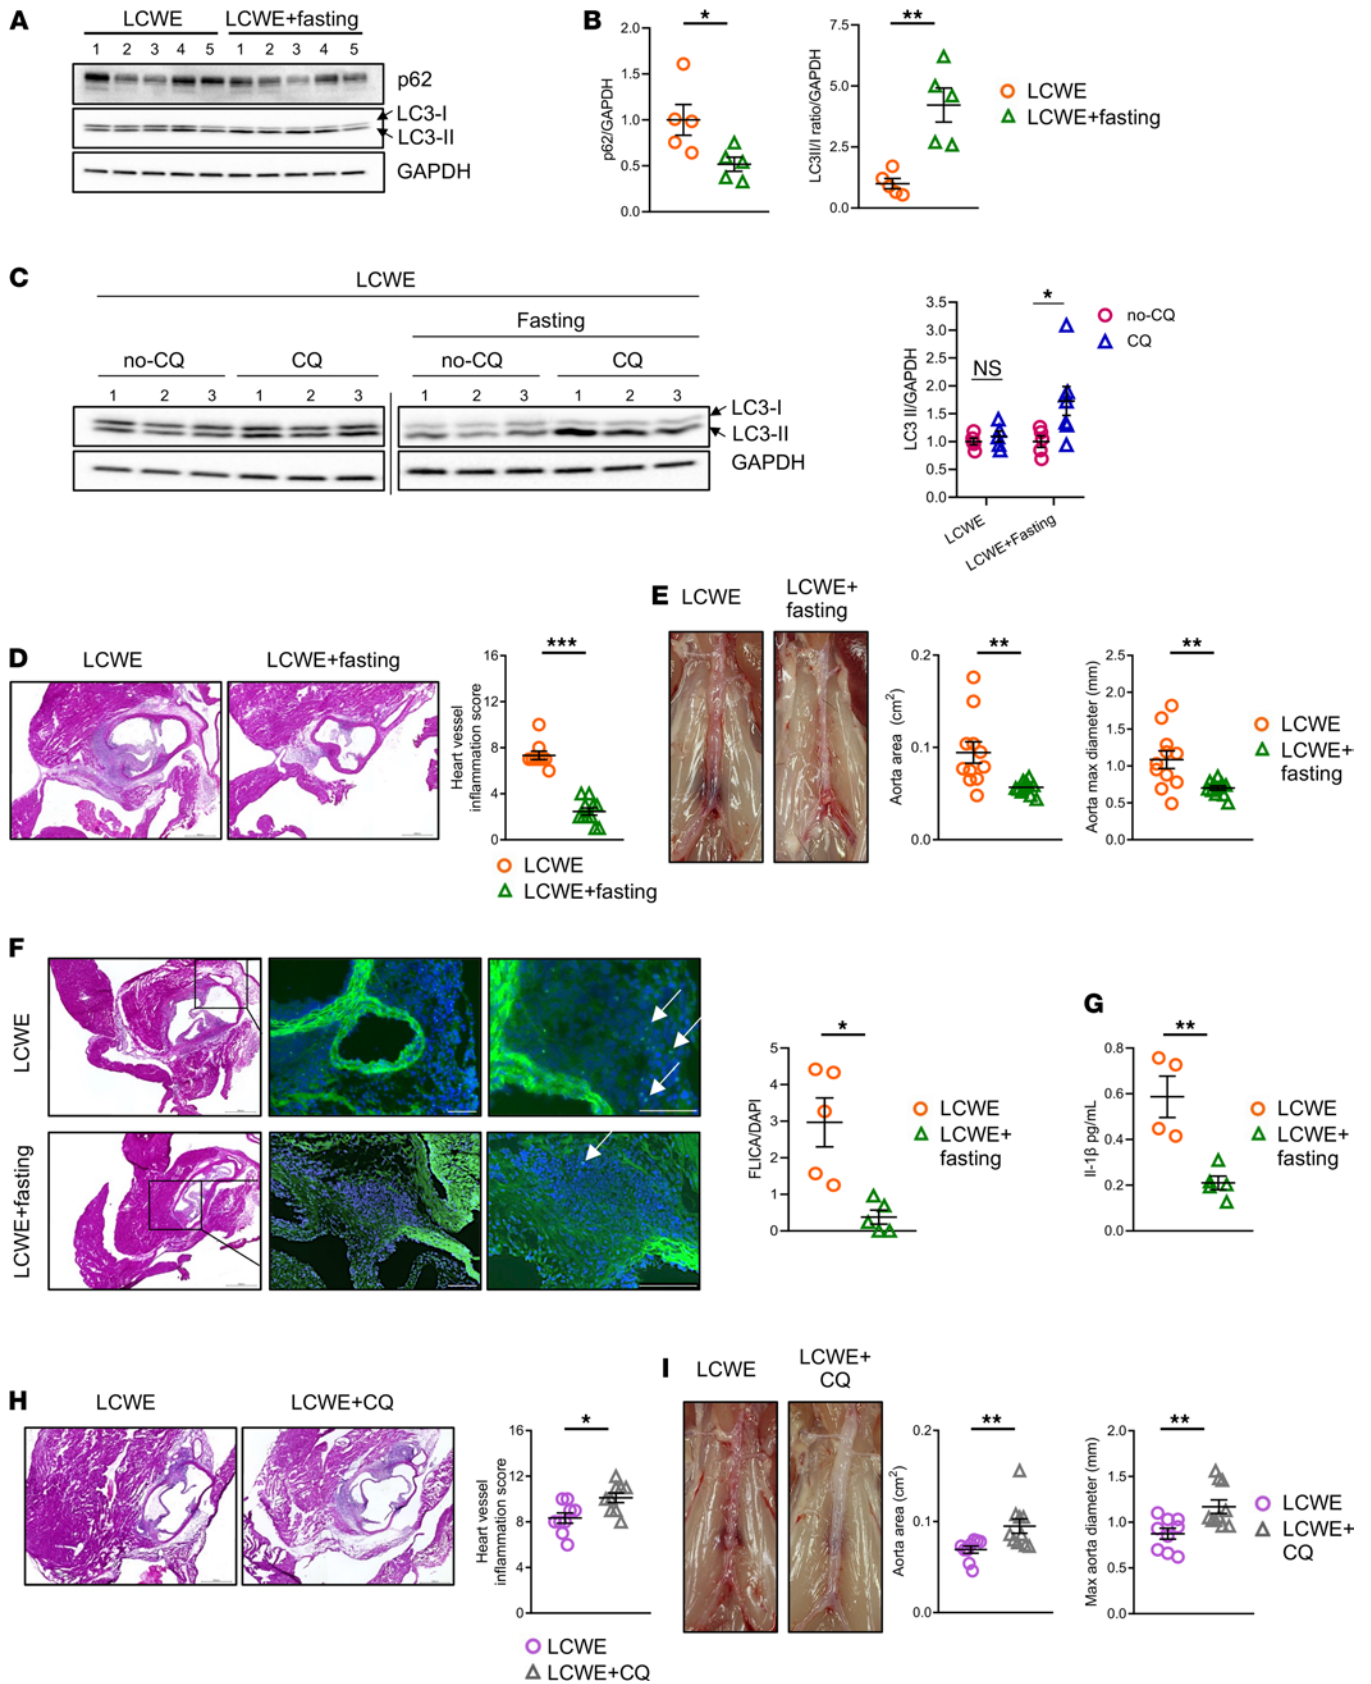 A
LCWE LCWE+fasting
1 2 3 4 5 1 2 3 4 5
p62
LC3-I
LC3-II
GAPDH
B
*
2.0
1.5
1.0
0.5
0.0
p62/GAPDH
**
7.5
5.0
2.5
0.0
LC3II/I ratio/GAPDH
LCWE
LCWE+fasting
C
LCWE
Fasting
no-CQ CQ no-CQ CQ
1 2 3 1 2 3 1 2 3 1 2 3
LC3-I
LC3-II
GAPDH
3.5
3.0
2.5
2.0
1.5
1.0
0.5
0.0
LC3 II/GAPDH
NS
*
no-CQ
CQ
LCWE
LCWE+Fasting
D
LCWE LCWE+fasting
***
16
12
8
4
0
Heart vessel
inflammation score
LCWE
LCWE+fasting
E
LCWE
LCWE+
fasting
**
0.2
0.1
0.0
Aorta area (cm²)
**
2.5
2.0
1.5
1.0
0.5
0.0
Aorta max diameter (mm)
LCWE
LCWE+
fasting
F
LCWE
LCWE+fasting
*
5
4
3
2
1
0
FLICA/DAPI
LCWE
LCWE+
fasting
G
**
0.8
0.6
0.4
0.2
0.0
Il-1β pg/mL
LCWE
LCWE+
fasting
H
LCWE LCWE+CQ
*
16
12
8
4
0
Heart vessel
inflammation score
LCWE
LCWE+CQ
I
LCWE
LCWE+
CQ
**
0.2
0.1
0.0
Aorta area (cm²)
**
2.0
1.5
1.0
0.5
0.0
Max aorta diameter (mm)
LCWE
LCWE+
CQ